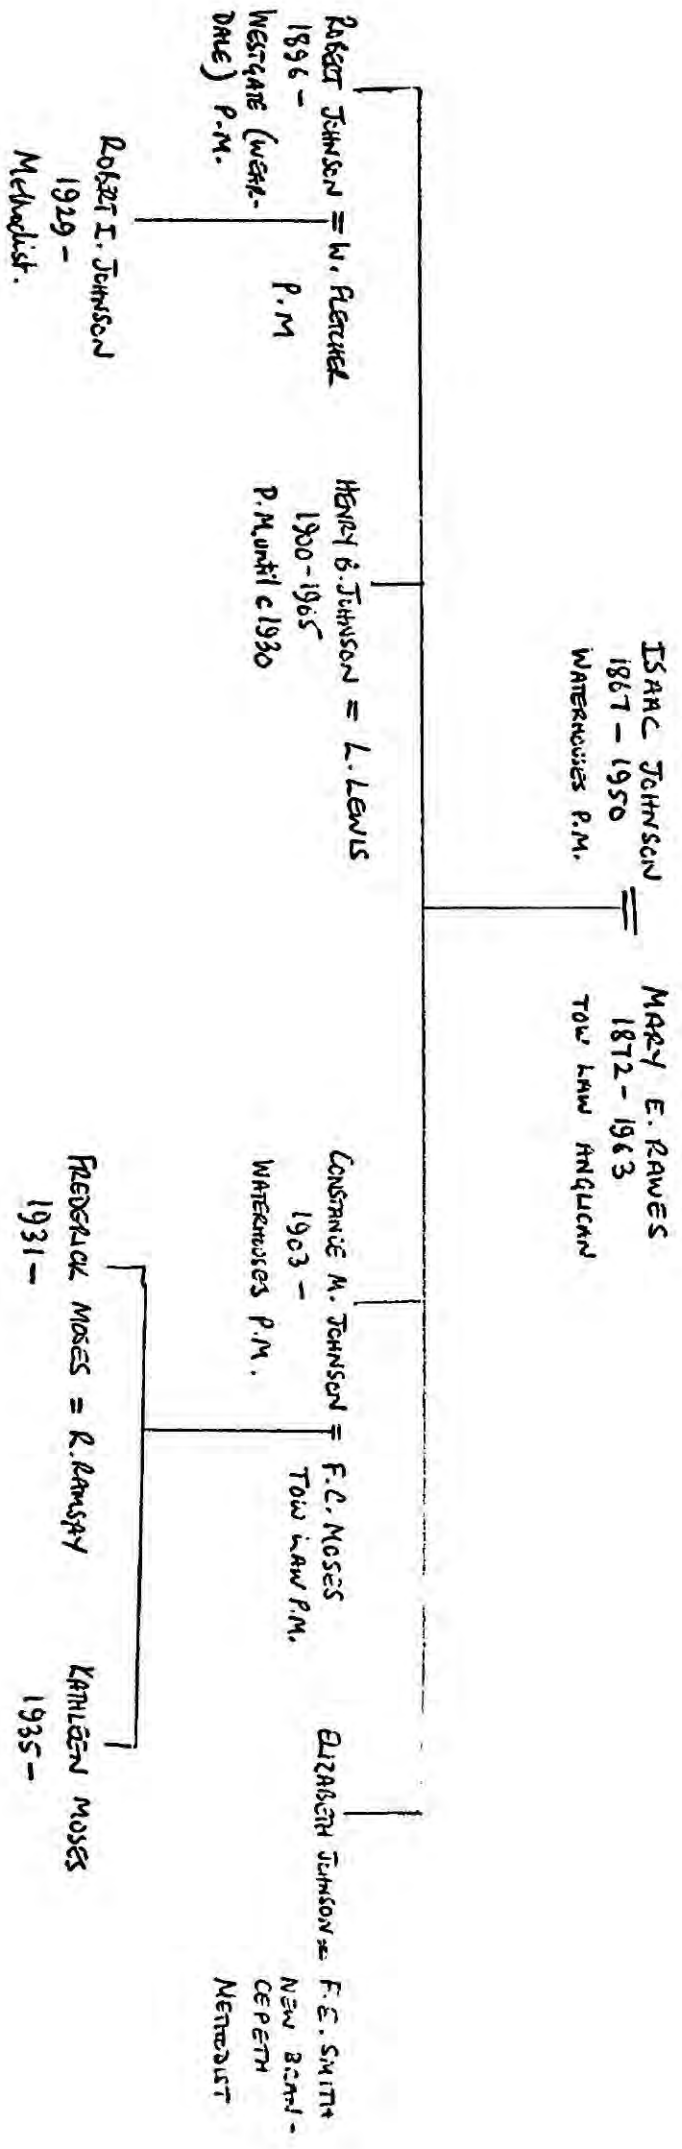 ISAAC JOHNSON = MARY E. RAWES
1867 - 1950 1872 - 1963
WATERHOUSES P.M. TOW LAW ANGLICAN
ROBERT JOHNSON = W. FLETCHER
1896 - P.M
WESTGATE (WEAR-
DALE) P.M.
HENRY B. JOHNSON = L. LEWIS
1900-1965
P.M. until c 1930
CONSTANCE M. JOHNSON = F.C. MOSES
1903 - TOW LAW P.M.
WATERHOUSES P.M.
ELIZABETH JOHNSON = F.E. SMITH
NEW BRAN-
CEPETH
METHODIST
ROBERT I. JOHNSON
1929 -
Methodist.
FREDERICK MOSES = R. RAMSAY
1931 -
KATHLEEN MOSES
1935 -